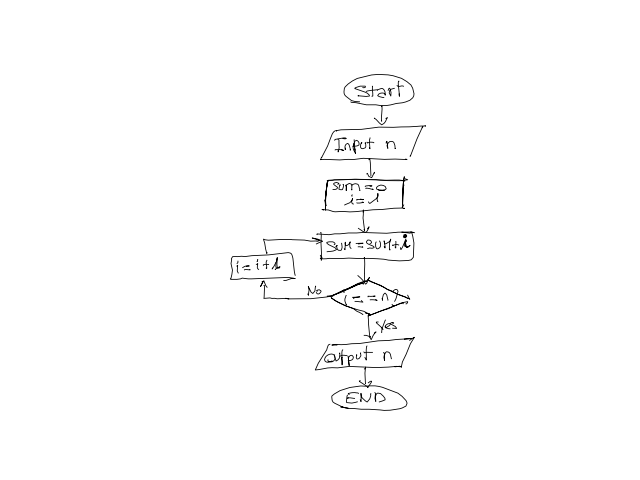 Start
Input n
sum=0
i=1
sum=sum+i
i=i+1
No
i==n?
Yes
output n
END